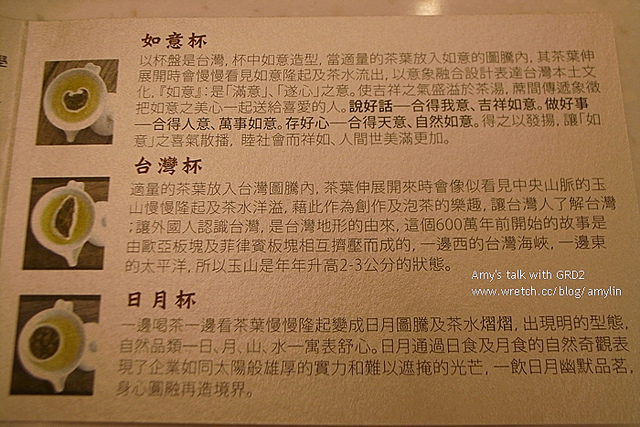 如意杯
以杯盤是台灣, 杯中如意造型, 當適量的茶葉放入如意的圖騰內, 其茶葉伸
展開時會慢慢看見如意隆起及茶水流出, 以意象融合設計表達台灣本土文
化,『如意』: 是「滿意」、「遂心」之意。使吉祥之氣盛溢於茶湯, 蓆間傳遞象徵
把如意之美心一起送給喜愛的人。說好話—合得我意、吉祥如意。做好事
—合得人意、萬事如意。存好心—合得天意、自然如意。得之以發揚, 讓「如
意」之喜氣散播, 睦社會而祥如、人間世美滿更加。
台灣杯
適量的茶葉放入台灣圖騰內, 茶葉伸展開來時會像似看見中央山脈的玉
山慢慢隆起及茶水洋溢, 藉此作為創作及泡茶的樂趣, 讓台灣人了解台灣
; 讓外國人認識台灣, 是台灣地形的由來, 這個600萬年前開始的故事是
由歐亞板塊及菲律賓板塊相互擠壓而成的, 一邊西的台灣海峽, 一邊東
的太平洋, 所以玉山是年年升高2-3公分的狀態。
Amy's talk with GRD2
www.wretch.cc/blog/amylin
日月杯
一邊喝茶一邊看茶葉慢慢隆起變成日月圖騰及茶水熠熠, 出現明的型態,
自然品類一日、月、山、水一寓表舒心。日月通過日食及月食的自然奇觀表
現了企業如同太陽般雄厚的實力和難以遮掩的光芒, 一飲日月幽默品茗,
身心圓融再造境界。